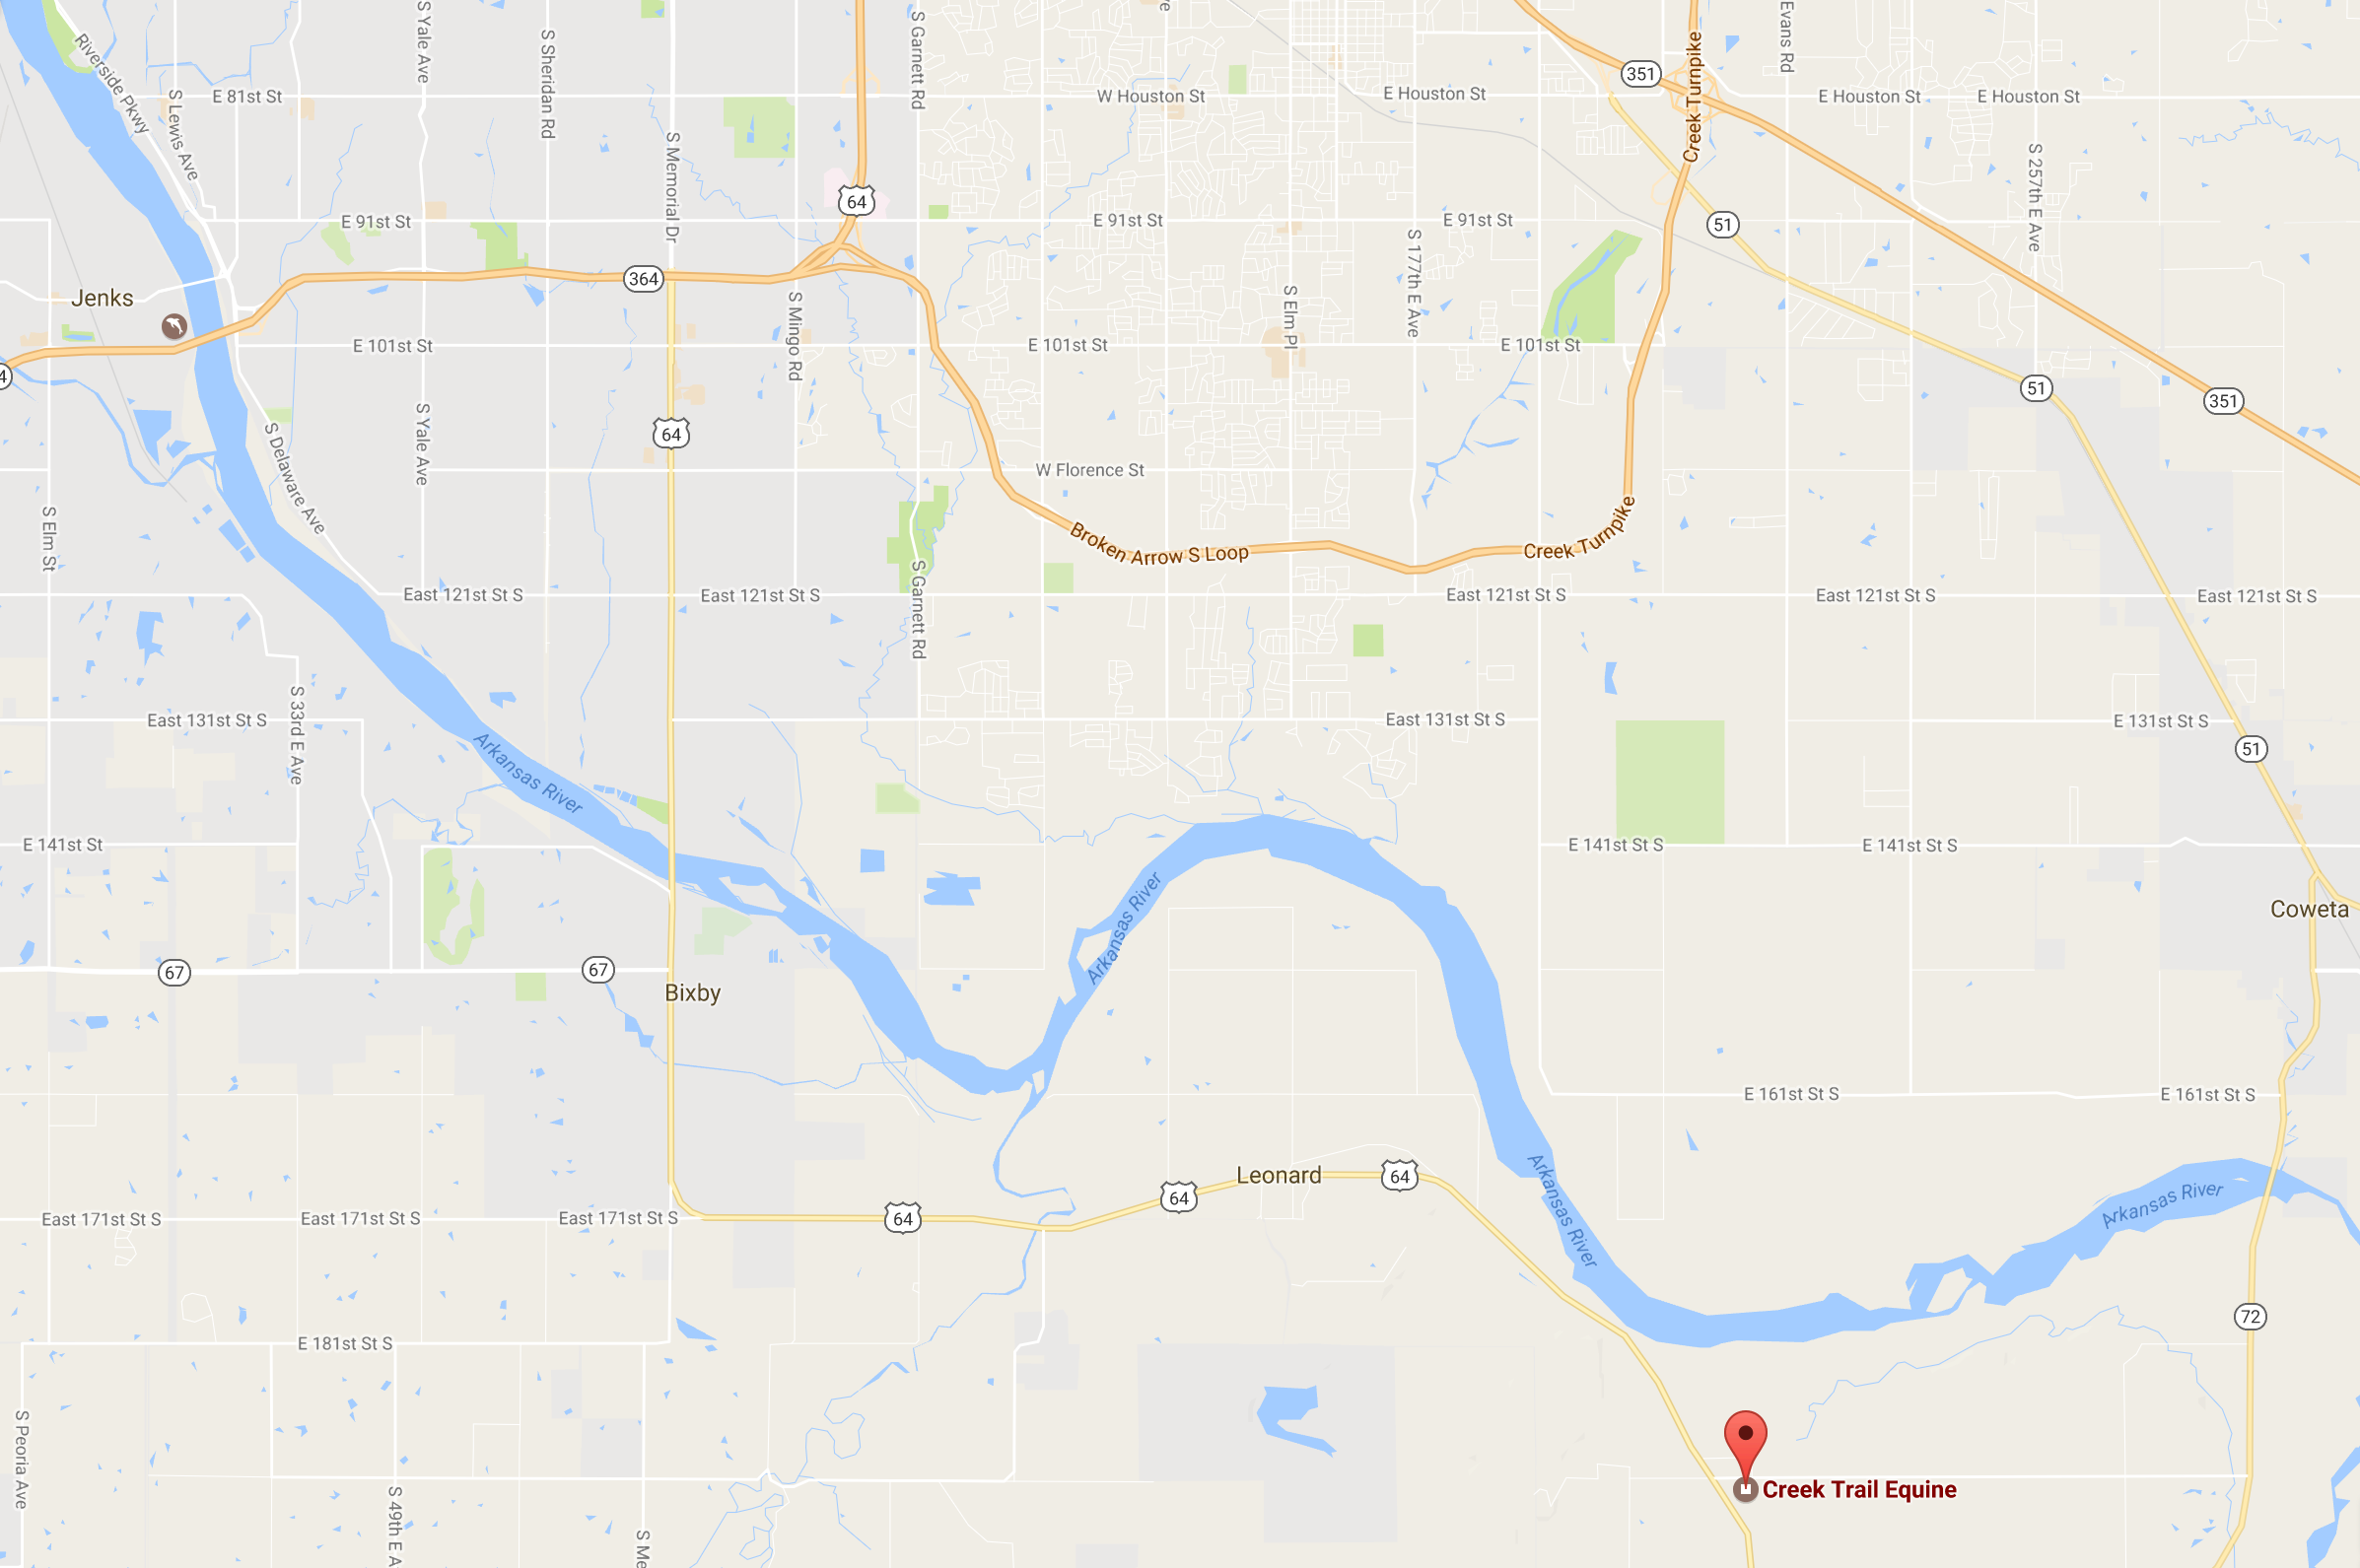 Riverside Pkwy
S Yale Ave
S Sheridan Rd
S Garnett Rd
Evans Rd
Creek Turnpike
351
E 81st St
S Lewis Ave
W Houston St
E Houston St
E Houston St
E Houston St
S Memorial Dr
S 257th E Ave
64
E 91st St
E 91st St
E 91st St
51
S 177th E Ave
364
Jenks
S Mingo Rd
S Elm Pl
E 101st St
E 101st St
E 101st St
4
51
351
S Yale Ave
64
S Delaware Ave
W Florence St
S Elm St
Broken Arrow S Loop
Creek Turnpike
East 121st St S
East 121st St S
S Garnett Rd
East 121st St S
East 121st St S
East 121st St S
S 33rd E Ave
East 131st St S
East 131st St S
E 131st St S
51
Arkansas River
E 141st St
E 141st St S
E 141st St S
Arkansas River
Coweta
67
67
Bixby
E 161st St S
E 161st St S
Leonard
64
64
64
Arkansas River
Arkansas River
East 171st St S
East 171st St S
East 171st St S
72
E 181st St S
S Peoria Ave
S 49th E A
S Me
Creek Trail Equine